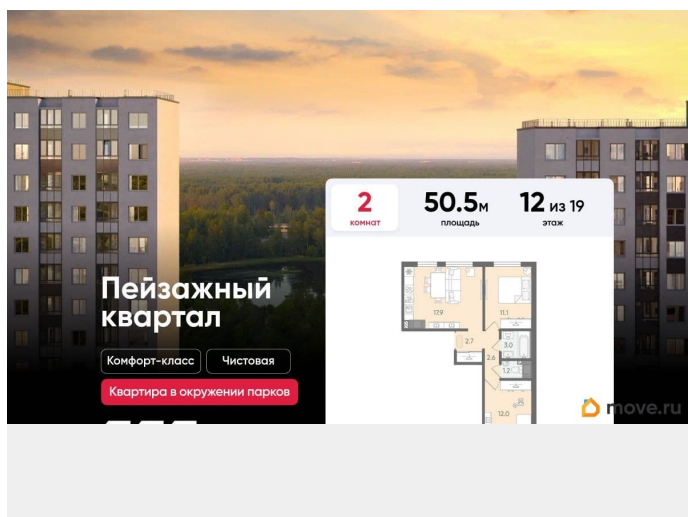 2
комнат
50.5м
площадь
12 из 19
этаж
Пейзажный
квартал
Комфорт-класс
Чистовая
Квартира в окружении парков
17.9
11.1
2.7
2.6
3.0
1.2
12.0
move.ru